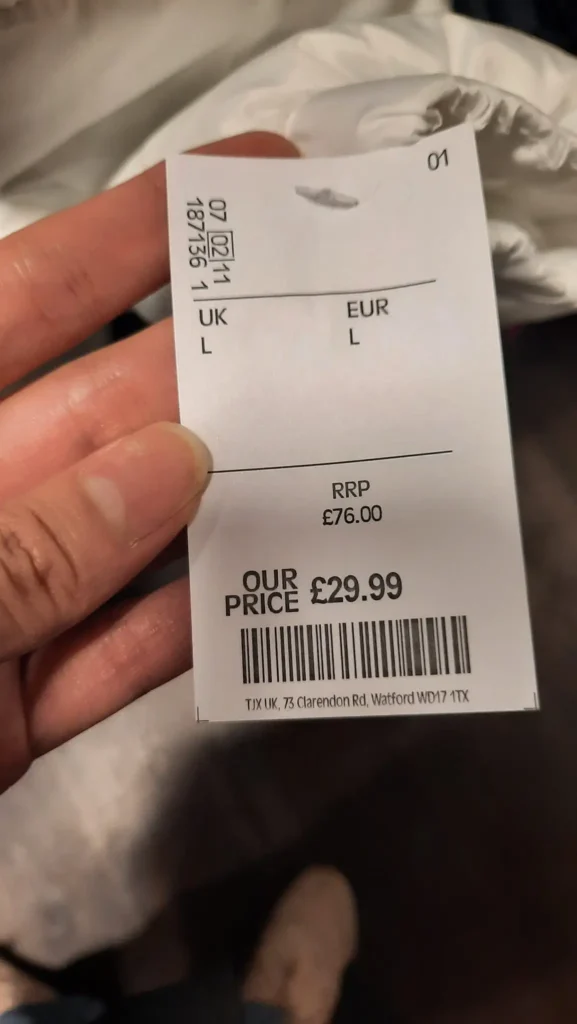 01
07 02 11
187136 1
UK EUR
L L
RRP
£76.00
OUR
PRICE £29.99
TJX UK, 73 Clarendon Rd, Watford WD17 1TX